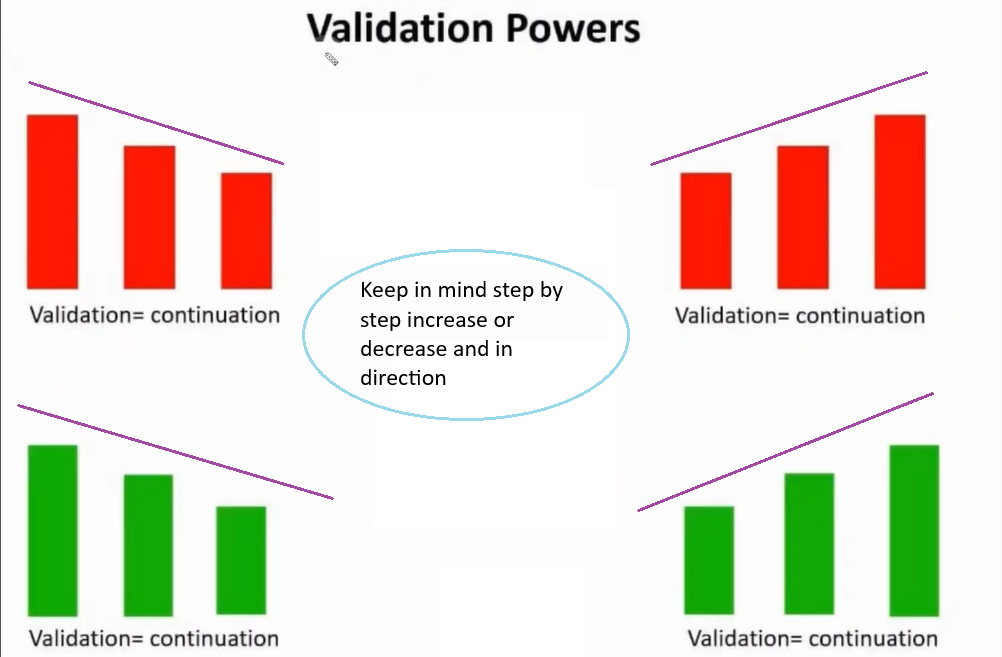 Validation Powers
Validation= continuation
Validation= continuation
Keep in mind step by
step increase or
decrease and in
direction
Validation= continuation
Validation= continuation